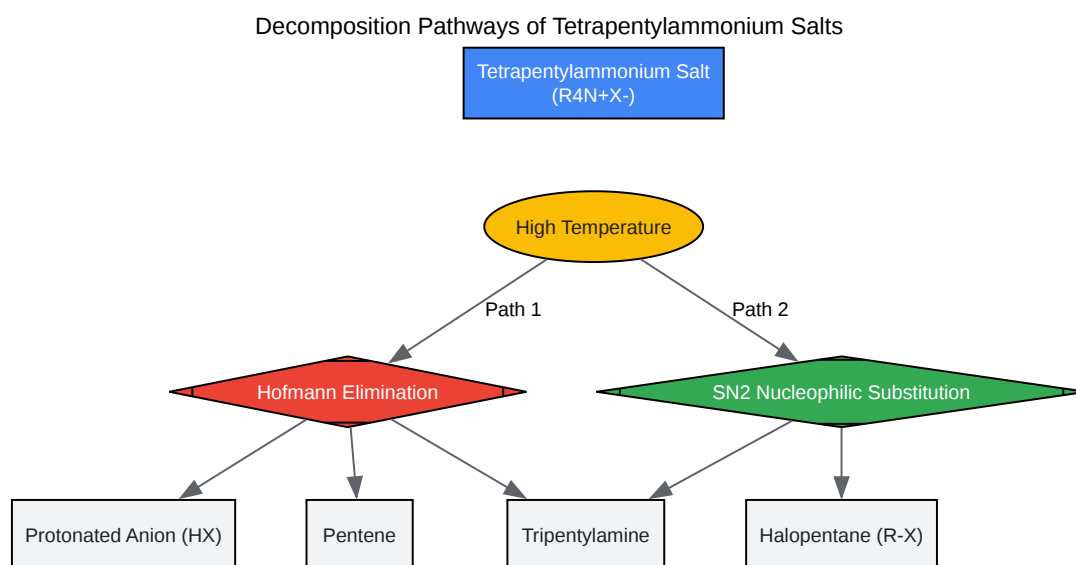 Decomposition Pathways of Tetrapentylammonium Salts
Tetrapentylammonium Salt
(R4N+X-)
High Temperature
Path 1
Path 2
Hofmann Elimination
SN2 Nucleophilic Substitution
Protonated Anion (HX)
Pentene
Tripentylamine
Halopentane (R-X)